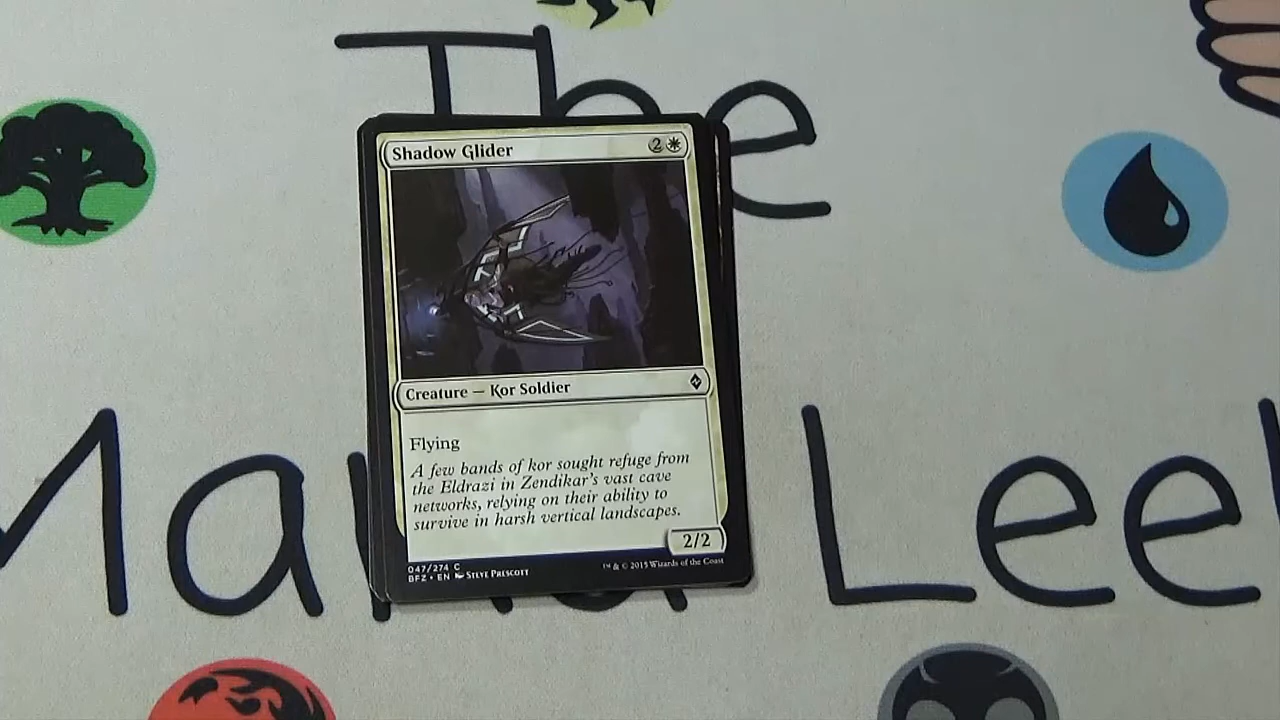 The
Shadow Glider 2
Creature — Kor Soldier
Flying
A few bands of kor sought refuge from
the Eldrazi in Zendikar's vast cave
networks, relying on their ability to
survive in harsh vertical landscapes.
2/2
047/274 C
BFZ • EN Steve Prescott
™ & © 2015 Wizards of the Coast
Lee